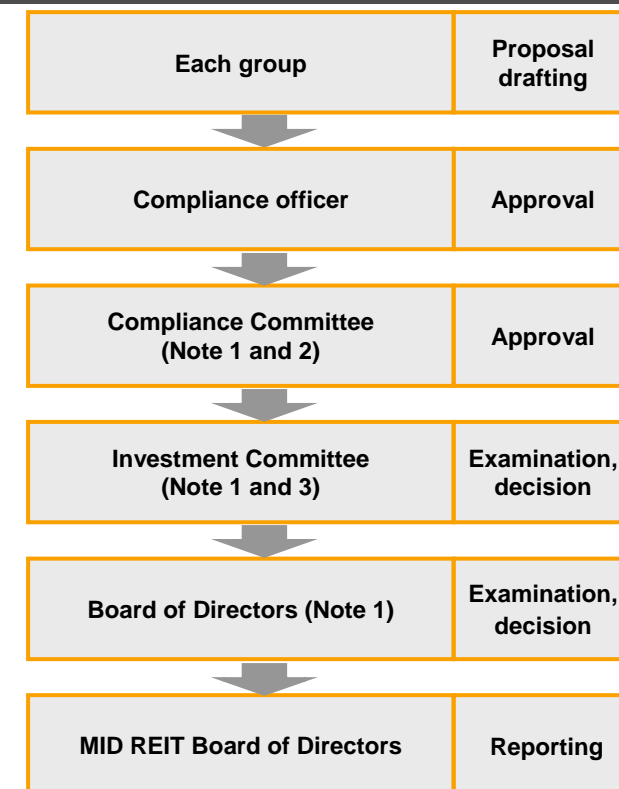 Each group
Proposal
drafting
Compliance officer
Approval
Compliance Committee
(Note 1 and 2)
Approval
Investment Committee
(Note 1 and 3)
Examination,
decision
Board of Directors (Note 1)
Examination,
decision
MID REIT Board of Directors
Reporting